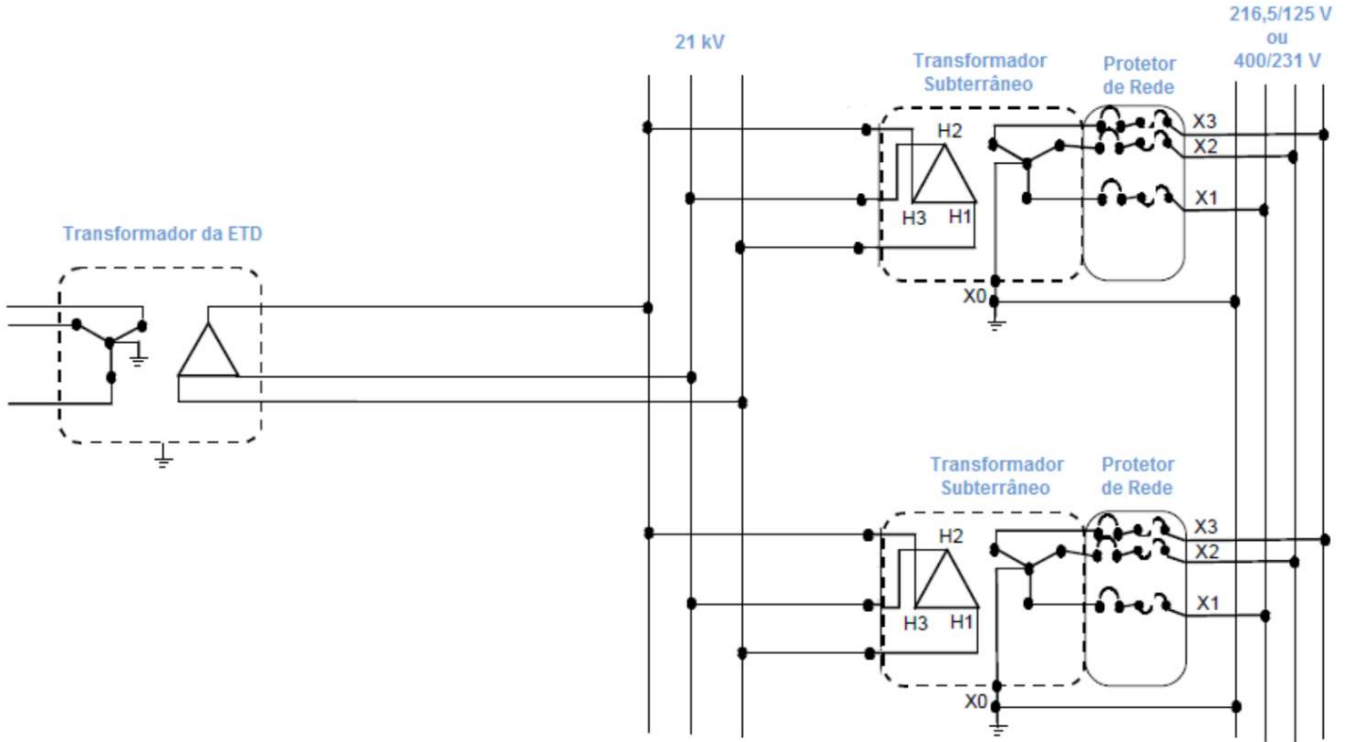 216,5/125 V
ou
400/231 V
21 kV
Transformador
Subterrâneo
Protetor
de Rede
H2
H3
H1
X3
X2
X1
X0
Transformador da ETD
Transformador
Subterrâneo
Protetor
de Rede
H2
H3
H1
X3
X2
X1
X0